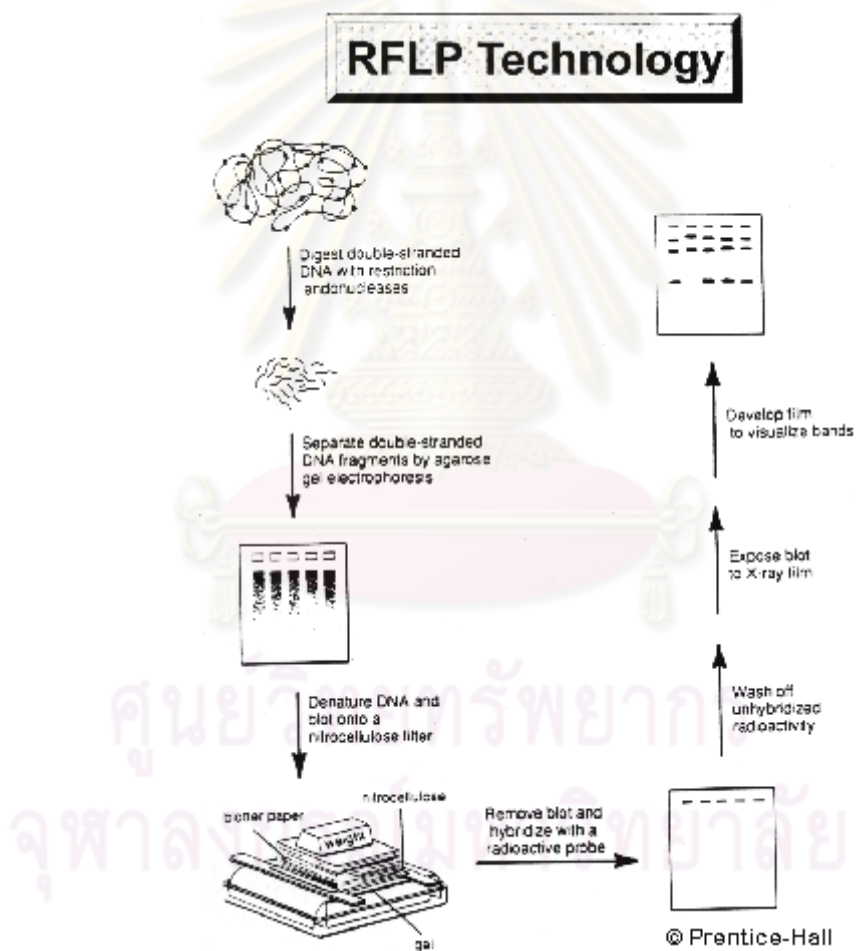 RFLP Technology
Digest double-stranded
DNA with restriction
endonucleases
Separate double-stranded
DNA fragments by agarose
gel electrophoresis
Denature DNA and
blot onto a
nitrocellulose filter
blotter paper
nitrocellulose
weight
gel
Remove blot and
hybridize with a
radioactive probe
Wash off
unhybridized
radioactivity
Expose blot
to X-ray film
Develop film
to visualize bands
© Prentice-Hall
ศูนย์วิทยทรัพยากร
จุฬาลงกรณ์มหาวิทยาลัย